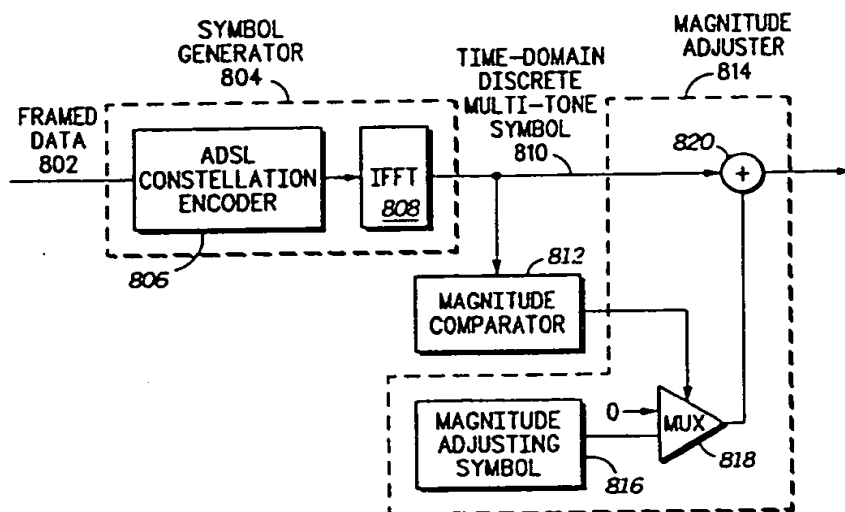 SYMBOL
GENERATOR
804
TIME-DOMAIN
DISCRETE
MULTI-TONE
SYMBOL
810
MAGNITUDE
ADJUSTER
814
FRAMED
DATA
802
ADSL
CONSTELLATION
ENCODER
806
IFFT
808
820
+
812
MAGNITUDE
COMPARATOR
MAGNITUDE
ADJUSTING
SYMBOL
816
0
MUX
818